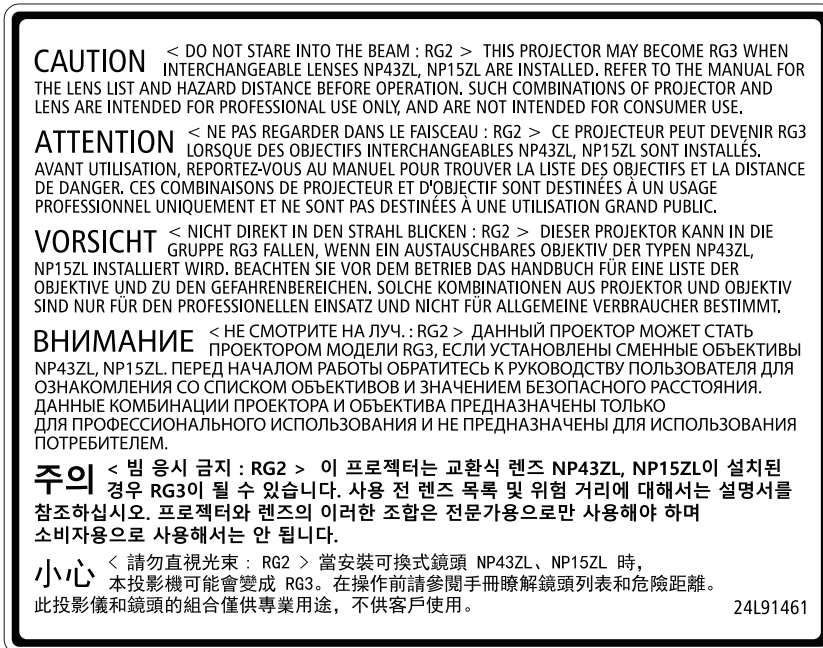 CAUTION < DO NOT STARE INTO THE BEAM : RG2 > THIS PROJECTOR MAY BECOME RG3 WHEN
INTERCHANGEABLE LENSES NP43ZL, NP15ZL ARE INSTALLED. REFER TO THE MANUAL FOR
THE LENS LIST AND HAZARD DISTANCE BEFORE OPERATION. SUCH COMBINATIONS OF PROJECTOR AND
LENS ARE INTENDED FOR PROFESSIONAL USE ONLY, AND ARE NOT INTENDED FOR CONSUMER USE.
ATTENTION < NE PAS REGARDER DANS LE FAISCEAU : RG2 > CE PROJECTEUR PEUT DEVENIR RG3
LORSQUE DES OBJECTIFS INTERCHANGEABLES NP43ZL, NP15ZL SONT INSTALLÉS.
AVANT UTILISATION, REPORTEZ-VOUS AU MANUEL POUR TROUVER LA LISTE DES OBJECTIFS ET LA DISTANCE
DE DANGER. CES COMBINAISONS DE PROJECTEUR ET D'OBJECTIF SONT DESTINÉES À UN USAGE
PROFESSIONNEL UNIQUEMENT ET NE SONT PAS DESTINÉES À UNE UTILISATION GRAND PUBLIC.
VORSICHT < NICHT DIREKT IN DEN STRAHL BLICKEN : RG2 > DIESER PROJEKTOR KANN IN DIE
GRUPPE RG3 FALLEN, WENN EIN AUSTAUSCHBARES OBJEKTIV DER TYPEN NP43ZL,
NP15ZL INSTALLIERT WIRD. BEACHTEN SIE VOR DEM BETRIEB DAS HANDBUCH FÜR EINE LISTE DER
OBJEKTIVE UND ZU DEN GEFAHRENBEREICHEN. SOLCHE KOMBINATIONEN AUS PROJEKTOR UND OBJEKTIV
SIND NUR FÜR DEN PROFESSIONELLEN EINSATZ UND NICHT FÜR ALLGEMEINE VERBRAUCHER BESTIMMT.
ВНИМАНИЕ < НЕ СМОТРИТЕ НА ЛУЧ. : RG2 > ДАННЫЙ ПРОЕКТОР МОЖЕТ СТАТЬ
ПРОЕКТОРОМ МОДЕЛИ RG3, ЕСЛИ УСТАНОВЛЕНЫ СМЕННЫЕ ОБЪЕКТИВЫ
NP43ZL, NP15ZL. ПЕРЕД НАЧАЛОМ РАБОТЫ ОБРАТИТЕСЬ К РУКОВОДСТВУ ПОЛЬЗОВАТЕЛЯ ДЛЯ
ОЗНАКОМЛЕНИЯ СО СПИСКОМ ОБЪЕКТИВОВ И ЗНАЧЕНИЕМ БЕЗОПАСНОГО РАССТОЯНИЯ.
ДАННЫЕ КОМБИНАЦИИ ПРОЕКТОРА И ОБЪЕКТИВА ПРЕДНАЗНАЧЕНЫ ТОЛЬКО
ДЛЯ ПРОФЕССИОНАЛЬНОГО ИСПОЛЬЗОВАНИЯ И НЕ ПРЕДНАЗНАЧЕНЫ ДЛЯ ИСПОЛЬЗОВАНИЯ
ПОТРЕБИТЕЛЕМ.
주의 < 빔 응시 금지 : RG2 > 이 프로젝터는 교환식 렌즈 NP43ZL, NP15ZL이 설치된
경우 RG3이 될 수 있습니다. 사용 전 렌즈 목록 및 위험 거리에 대해서는 설명서를
참조하십시오. 프로젝터와 렌즈의 이러한 조합은 전문가용으로만 사용해야 하며
소비자용으로 사용해서는 안 됩니다.
小心 < 請勿直視光束 : RG2 > 當安裝可換式鏡頭 NP43ZL、NP15ZL 時，
本投影機可能會變成 RG3。在操作前請參閱手冊瞭解鏡頭列表和危險距離。
此投影儀和鏡頭的組合僅供專業用途，不供客戶使用。
24L91461